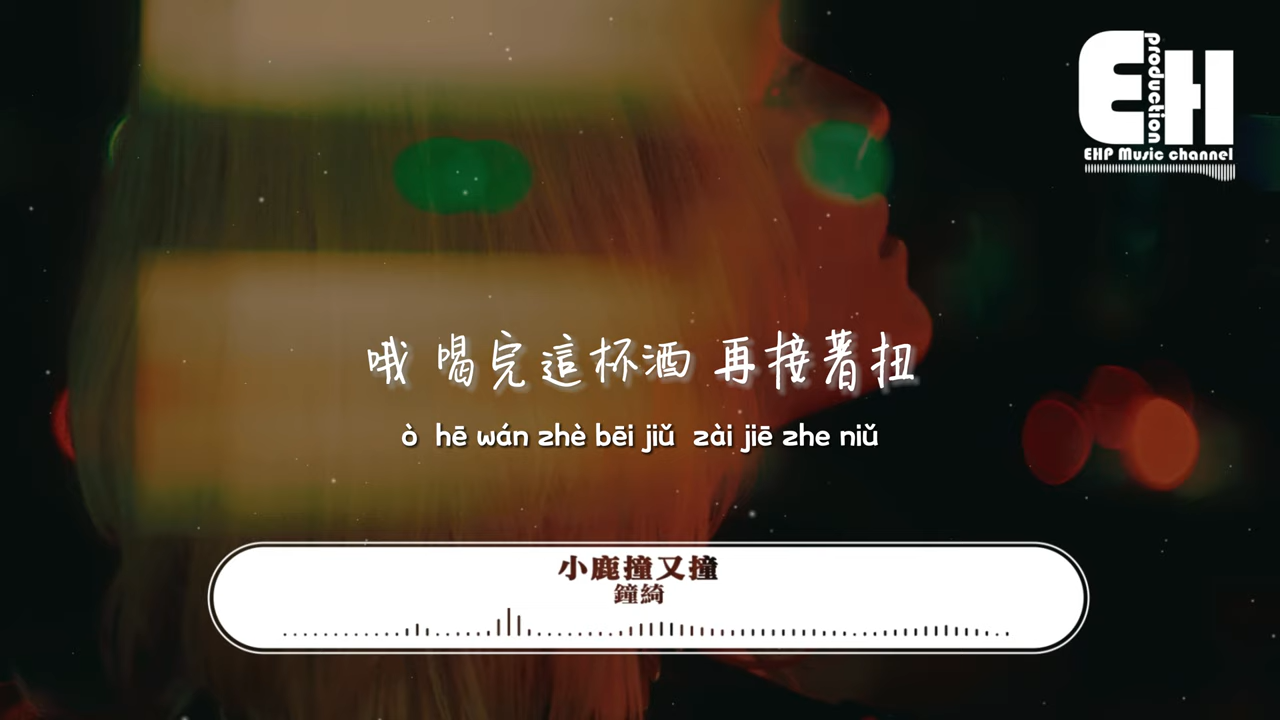 EH
production
EHP Music channel
哦 喝完這杯酒 再接著扭
ò hē wán zhè bēi jiǔ zài jiē zhe niǔ
小鹿撞又撞
鐘綺